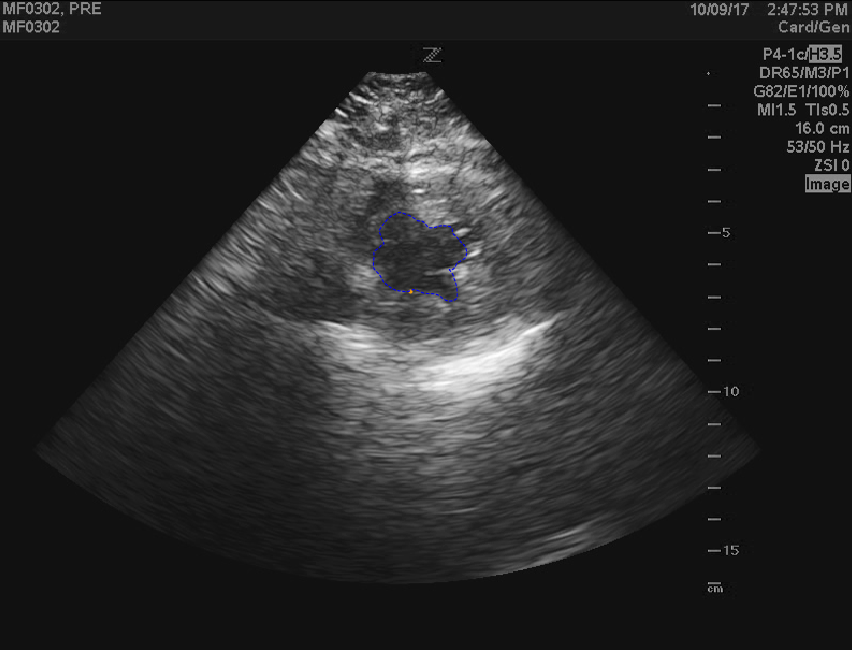 MF0302, PRE
MF0302
10/09/17 2:47:53 PM
Card/Gen
P4-1c/H3.5
DR65/M3/P1
G82/E1/100%
MI1.5 TIs0.5
16.0 cm
53/50 Hz
ZSI 0
Image
Z
5
10
15
cm